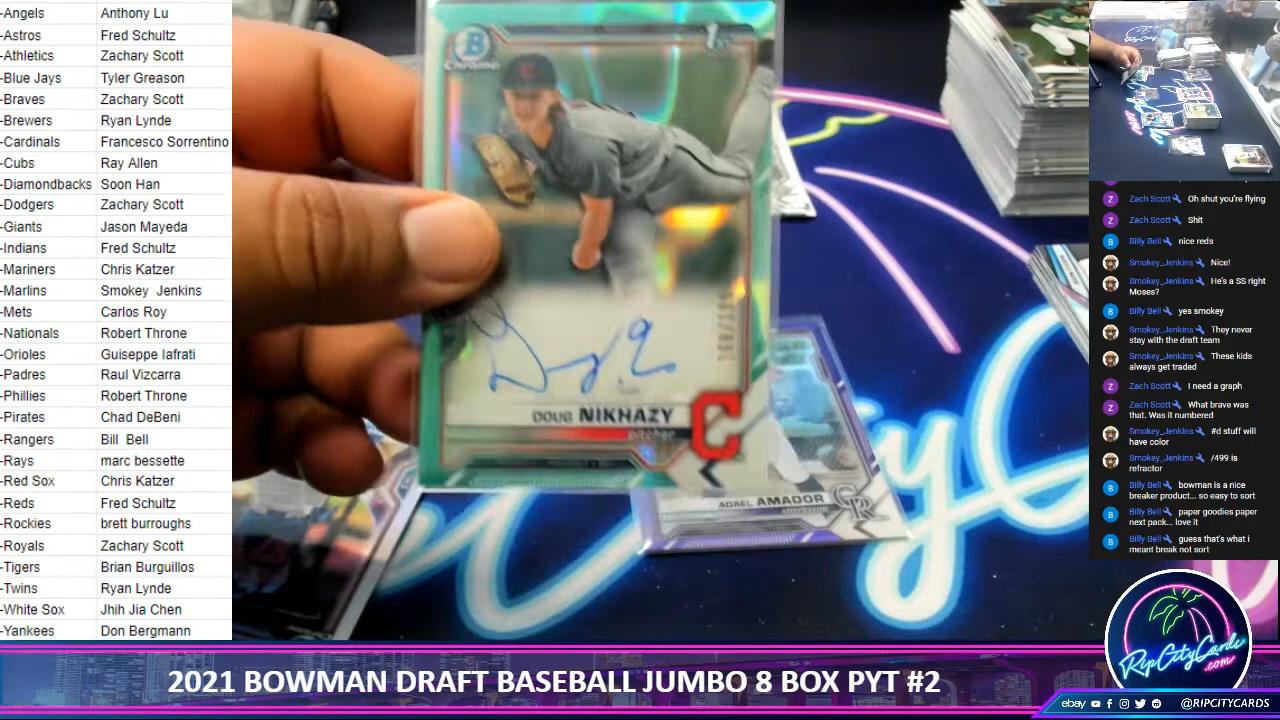 -Angels Anthony Lu
-Astros Fred Schultz
-Athletics Zachary Scott
-Blue Jays Tyler Greason
-Braves Zachary Scott
-Brewers Ryan Lynde
-Cardinals Francesco Sorrentino
-Cubs Ray Allen
-Diamondbacks Soon Han
-Dodgers Zachary Scott
-Giants Jason Mayeda
-Indians Fred Schultz
-Mariners Chris Katzer
-Marlins Smokey Jenkins
-Mets Carlos Roy
-Nationals Robert Throne
-Orioles Guiseppe Iafrati
-Padres Raul Vizcarra
-Phillies Robert Throne
-Pirates Chad DeBeni
-Rangers Bill Bell
-Rays marc bessette
-Red Sox Chris Katzer
-Reds Fred Schultz
-Rockies brett burroughs
-Royals Zachary Scott
-Tigers Brian Burguillos
-Twins Ryan Lynde
-White Sox Jhih Jia Chen
-Yankees Don Bergmann
B
Chrome
1st
DOUG NIKHAZY
pitcher
C
ADAEL AMADOR
shortstop
CR
Z Zach Scott Oh shut you're flying
Z Zach Scott Shit
B Billy Bell nice reds
Smokey_Jenkins Nice!
Smokey_Jenkins He's a SS right
Moses?
B Billy Bell yes smokey
Smokey_Jenkins They never
stay with the draft team
Smokey_Jenkins These kids
always get traded
Z Zach Scott I need a graph
Z Zach Scott What brave was
that. Was it numbered
Smokey_Jenkins #d stuff will
have color
Smokey_Jenkins /499 is
refractor
B Billy Bell bowman is a nice
breaker product... so easy to sort
B Billy Bell paper goodies paper
next pack... love it
B Billy Bell guess that's what i
meant break not sort
RipCityCards
.com
2021 BOWMAN DRAFT BASEBALL JUMBO 8 BOX PYT #2
ebay @RIPCITYCARDS